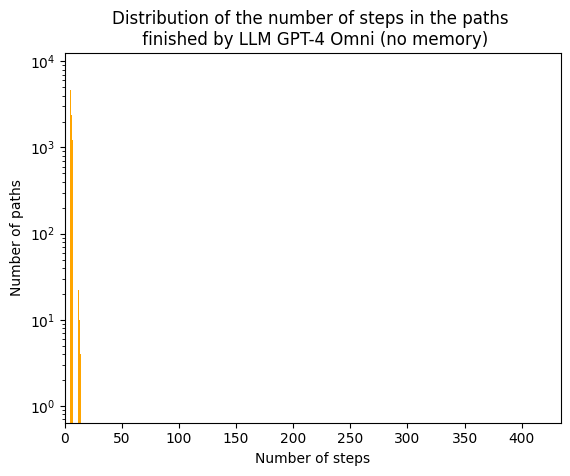 Distribution of the number of steps in the paths
finished by LLM GPT-4 Omni (no memory)
10⁴
10³
10²
10¹
10⁰
Number of paths
0 50 100 150 200 250 300 350 400
Number of steps